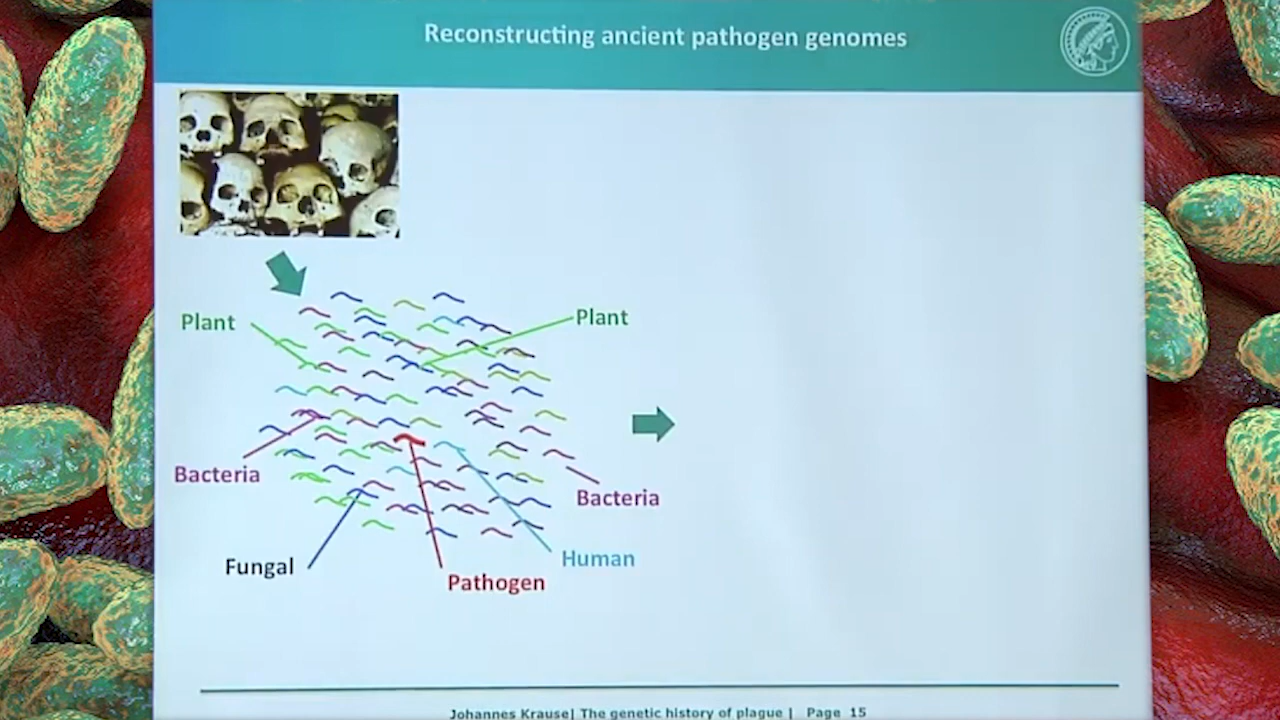 Reconstructing ancient pathogen genomes
Plant
Plant
Bacteria
Bacteria
Fungal
Human
Pathogen
Johannes Krause| The genetic history of plague | Page 15